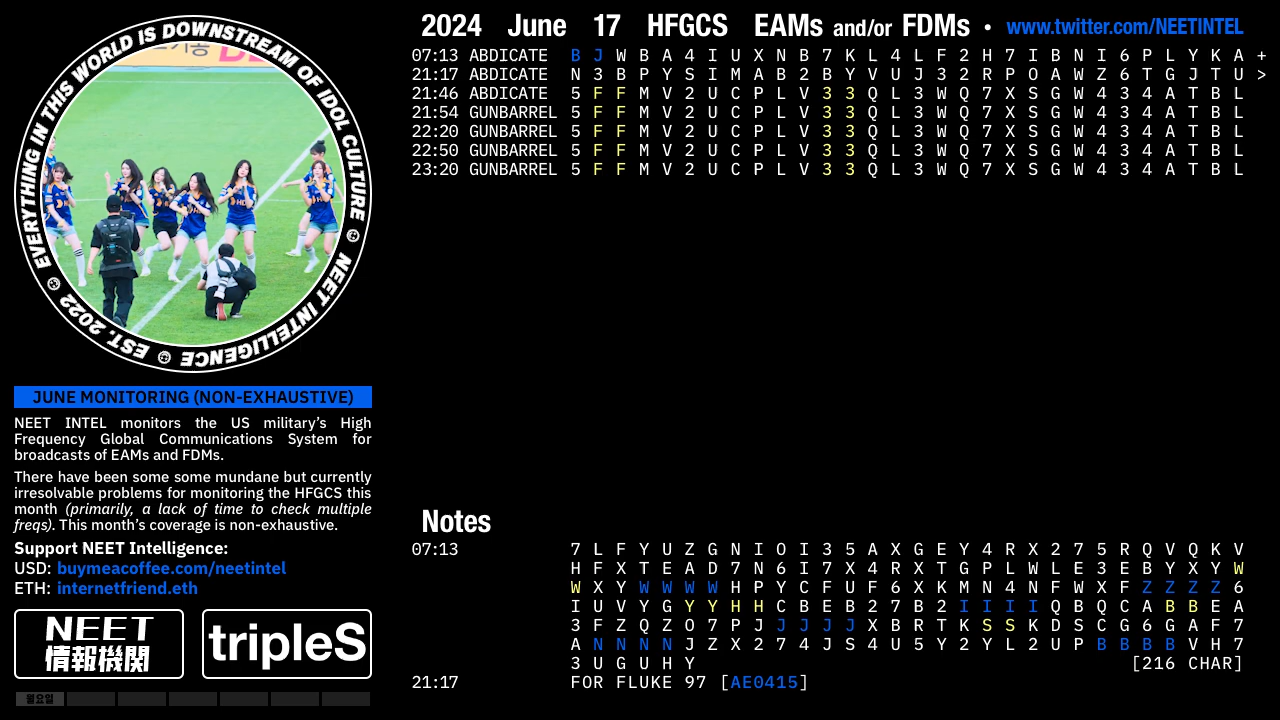 EVERYTHING IN THIS WORLD IS DOWNSTREAM OF IDOL CULTURE
NEET INTELLIGENCE
EST. 2022
JUNE MONITORING (NON-EXHAUSTIVE)
NEET INTEL monitors the US military's High
Frequency Global Communications System for
broadcasts of EAMs and FDMs.
There have been some some mundane but currently
irresolvable problems for monitoring the HFGCS this
month (primarily, a lack of time to check multiple
freqs). This month's coverage is non-exhaustive.
Support NEET Intelligence:
USD: buymeacoffee.com/neetintel
ETH: internetfriend.eth
NEET
情報機関
tripleS
월요일
2024 June 17 HFGCS EAMs and/or FDMs • www.twitter.com/NEETINTEL
07:13 ABDICATE B J W B A 4 I U X N B 7 K L 4 L F 2 H 7 I B N I 6 P L Y K A +
21:17 ABDICATE N 3 B P Y S I M A B 2 B Y V U J 3 2 R P O A W Z 6 T G J T U >
21:46 ABDICATE 5 F F M V 2 U C P L V 3 3 Q L 3 W Q 7 X S G W 4 3 4 A T B L
21:54 GUNBARREL 5 F F M V 2 U C P L V 3 3 Q L 3 W Q 7 X S G W 4 3 4 A T B L
22:20 GUNBARREL 5 F F M V 2 U C P L V 3 3 Q L 3 W Q 7 X S G W 4 3 4 A T B L
22:50 GUNBARREL 5 F F M V 2 U C P L V 3 3 Q L 3 W Q 7 X S G W 4 3 4 A T B L
23:20 GUNBARREL 5 F F M V 2 U C P L V 3 3 Q L 3 W Q 7 X S G W 4 3 4 A T B L
Notes
07:13 7 L F Y U Z G N I O I 3 5 A X G E Y 4 R X 2 7 5 R Q V Q K V
H F X T E A D 7 N 6 I 7 X 4 R X T G P L W L E 3 E B Y X Y W
W X Y W W W W H P Y C F U F 6 X K M N 4 N F W X F Z Z Z Z 6
I U V Y G Y Y H H C B E B 2 7 B 2 I I I I Q B Q C A B B E A
3 F Z Q Z O 7 P J J J J J X B R T K S S K D S C G 6 G A F 7
A N N N N J Z X 2 7 4 J S 4 U 5 Y 2 Y L 2 U P B B B B V H 7
3 U G U H Y [216 CHAR]
21:17 FOR FLUKE 97 [AE0415]